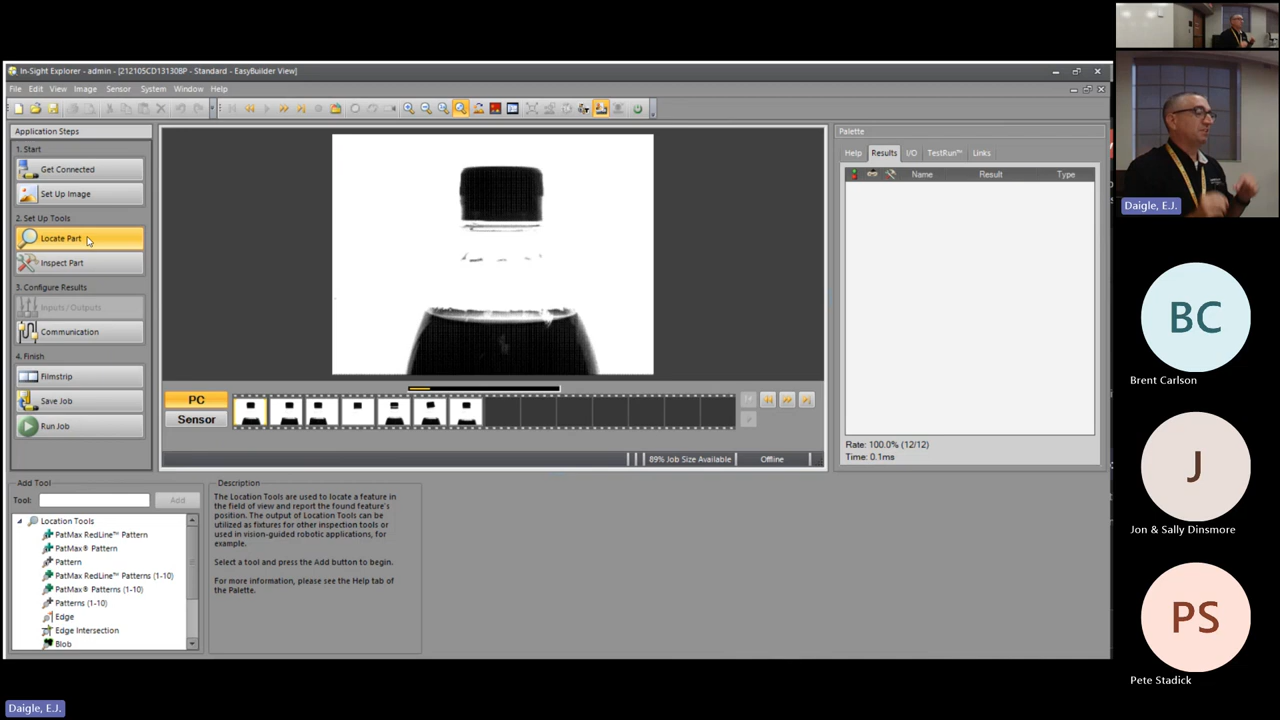 In-Sight Explorer - admin - [212105CD13130BP - Standard - EasyBuilder View]
File Edit View Image Sensor System Window Help
Application Steps
1. Start
Get Connected
Set Up Image
2. Set Up Tools
Locate Part
Inspect Part
3. Configure Results
Inputs / Outputs
Communication
4. Finish
Filmstrip
Save Job
Run Job
PC
Sensor
89% Job Size Available
Offline
Palette
Help Results I/O TestRun™ Links
Name Result Type
Rate: 100.0% (12/12)
Time: 0.1ms
Add Tool
Tool:
Add
Location Tools
PatMax RedLine™ Pattern
PatMax® Pattern
Pattern
PatMax RedLine™ Patterns (1-10)
PatMax® Patterns (1-10)
Patterns (1-10)
Edge
Edge Intersection
Blob
Description
The Location Tools are used to locate a feature in
the field of view and report the found feature's
position. The output of Location Tools can be
utilized as fixtures for other inspection tools or
used in vision-guided robotic applications, for
example.
Select a tool and press the Add button to begin.
For more information, please see the Help tab of
the Palette.
Daigle, E.J.
BC
Brent Carlson
J
Jon & Sally Dinsmore
PS
Pete Stadick
Daigle, E.J.